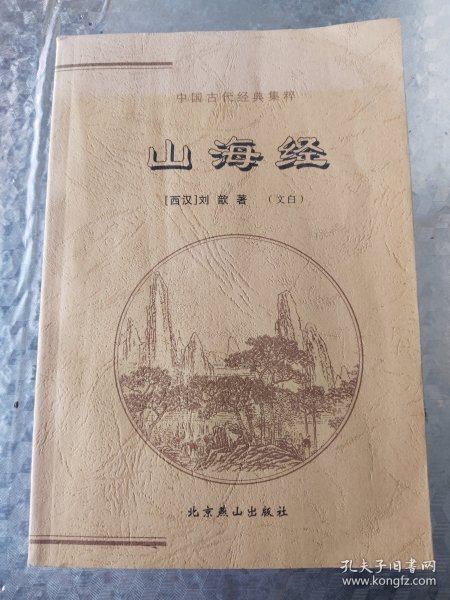 中国古代经典集粹
山海经
[西汉]刘 歆 著 （文白）
北京燕山出版社
孔夫子旧书网
www.kongfz.com